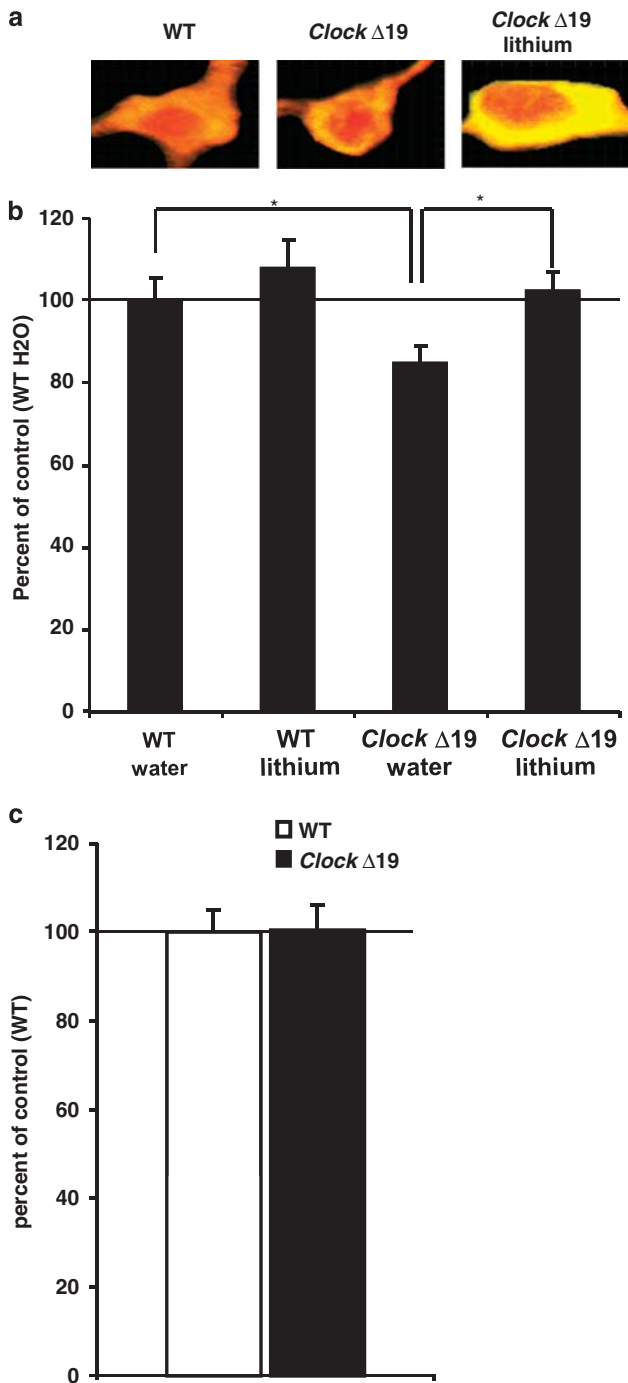 a
WT
Clock Δ19
Clock Δ19
lithium
b
*
*
Percent of control (WT H2O)
120
100
80
60
40
20
0
WT
water
WT
lithium
Clock Δ19
water
Clock Δ19
lithium
c
WT
Clock Δ19
percent of control (WT)
120
100
80
60
40
20
0